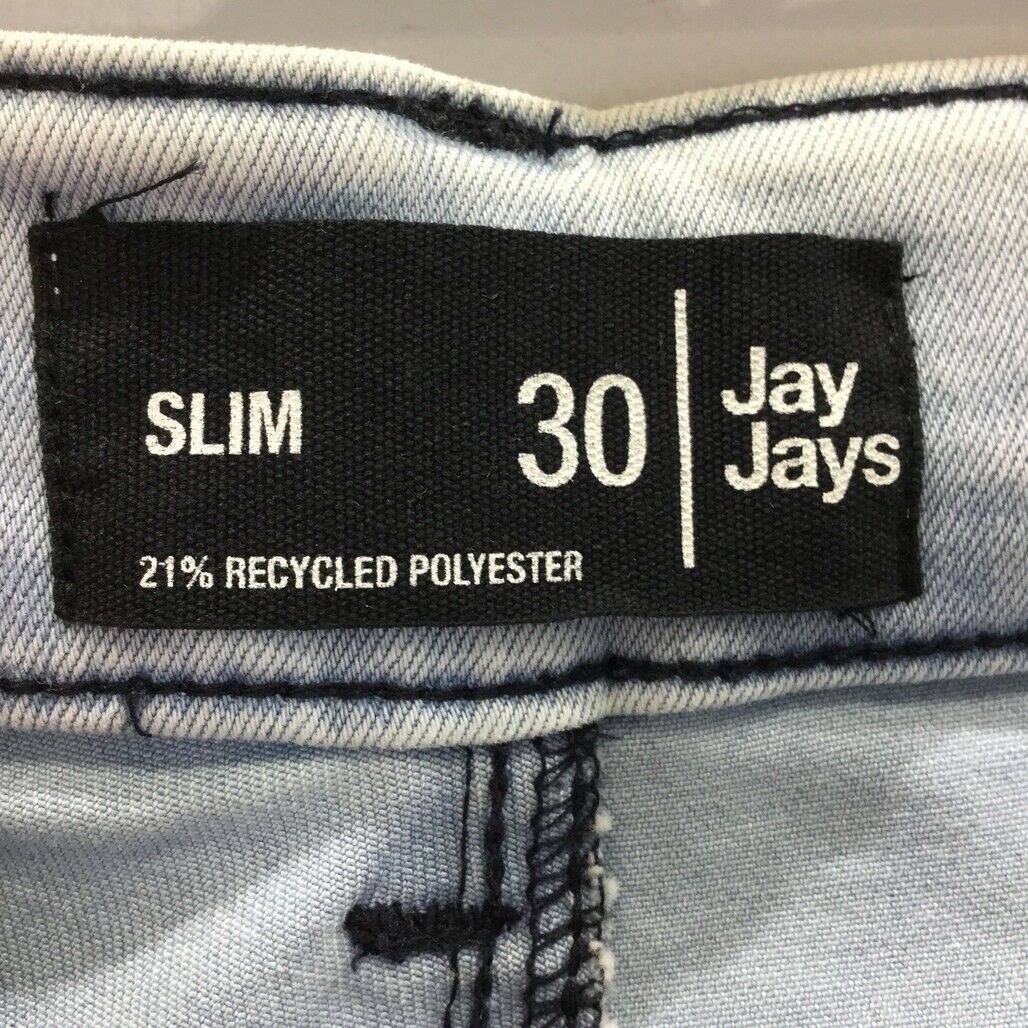 SLIM 30
Jay
Jays
21% RECYCLED POLYESTER